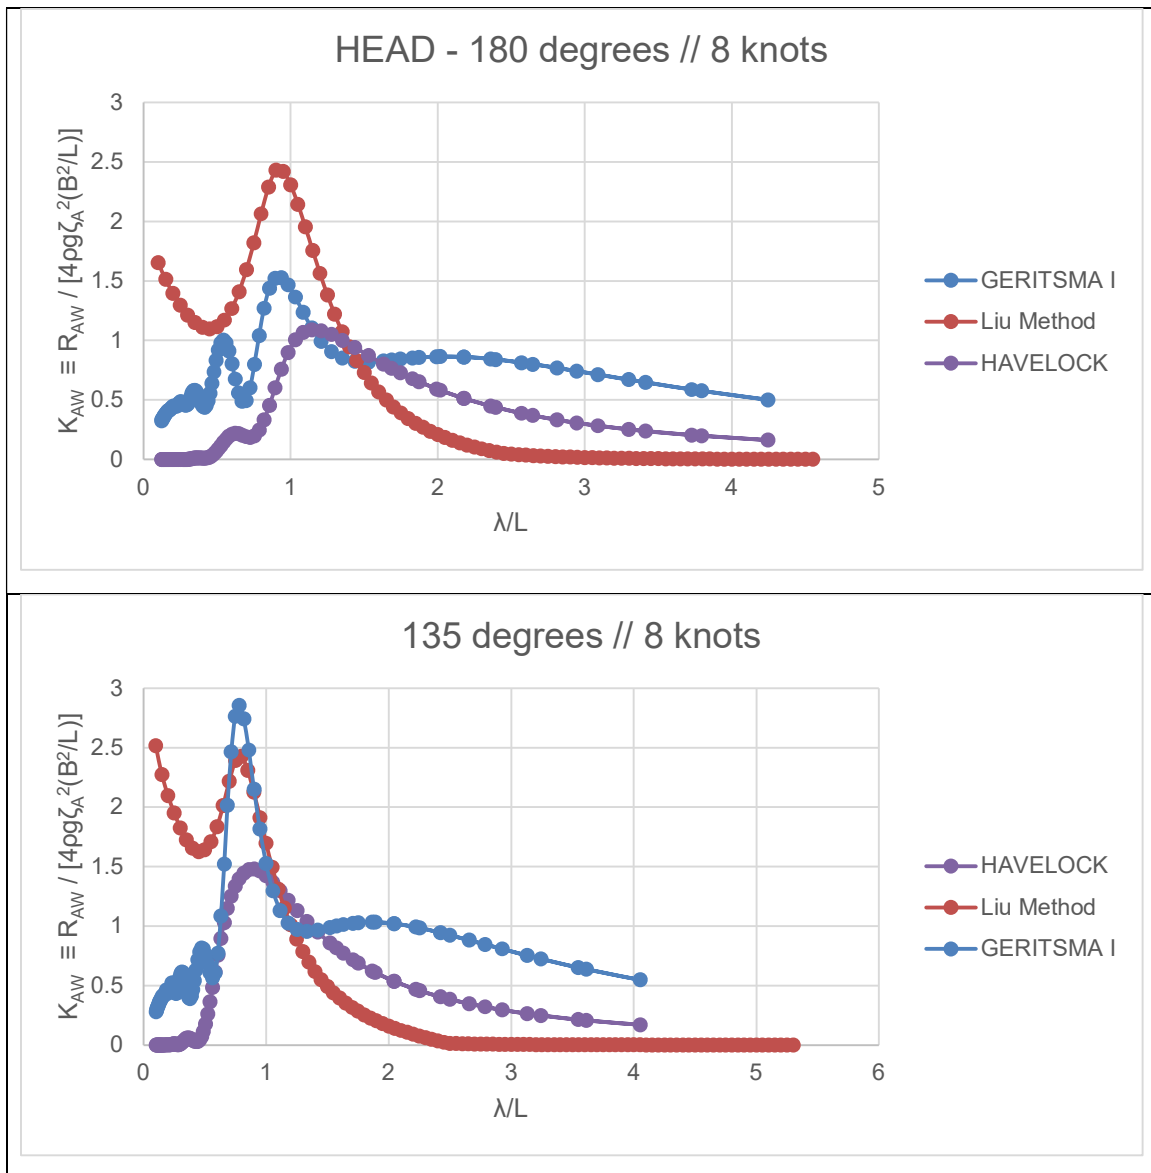 HEAD - 180 degrees // 8 knots
K_AW ≡ R_AW / [4ρgζ_A²(B²/L)]
3
2.5
2
1.5
1
0.5
0
0 1 2 3 4 5
λ/L
GERITSMA I
Liu Method
HAVELOCK
135 degrees // 8 knots
K_AW ≡ R_AW / [4ρgζ_A²(B²/L)]
3
2.5
2
1.5
1
0.5
0
0 1 2 3 4 5 6
λ/L
HAVELOCK
Liu Method
GERITSMA I